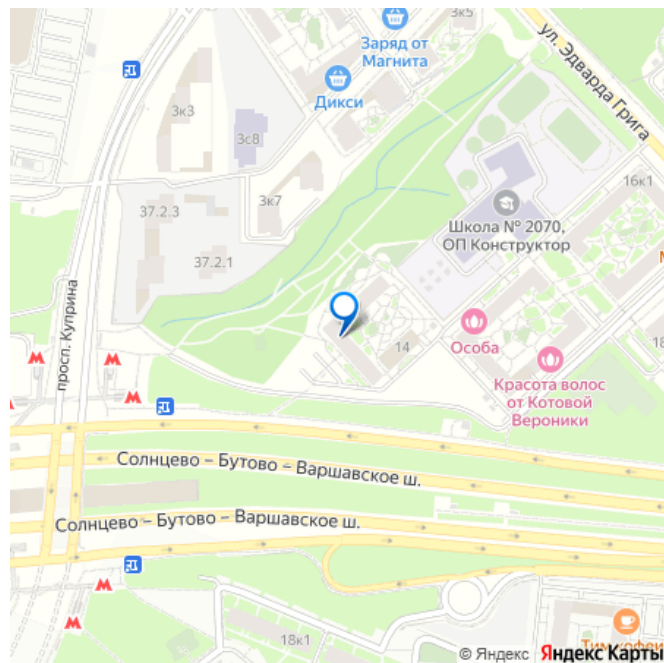 3к5
Заряд от
Магнита
ул. Эдварда Грига
Дикси
3к3
3с8
16к1
37.2.3
3к7
Школа № 2070,
ОП Конструктор
37.2.1
просп. Куприна
14
Особа
18
Красота волос
от Котовой
Вероники
Солнцево – Бутово – Варшавское ш.
Солнцево – Бутово – Варшавское ш.
18к1
© Яндекс Яндекс Карты